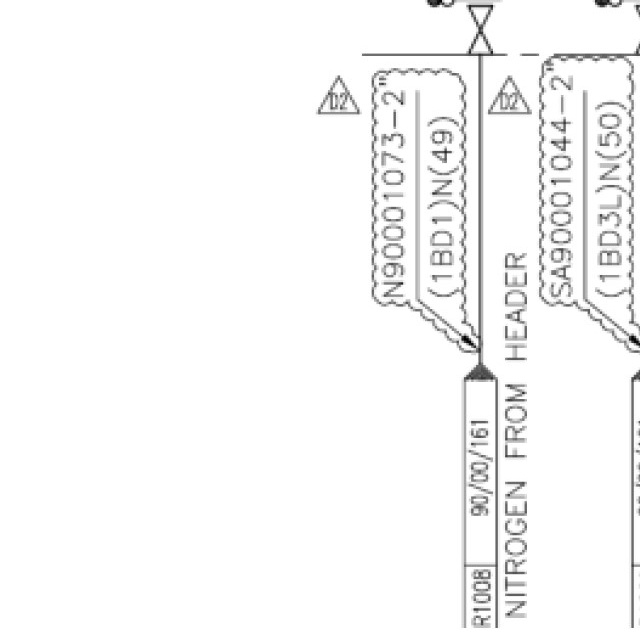 D2
N90001073-2"
(1BD1)N(49)
D2
SA90001044-2"
(1BD3L)N(50)
NITROGEN FROM HEADER
90/00/161
R1008